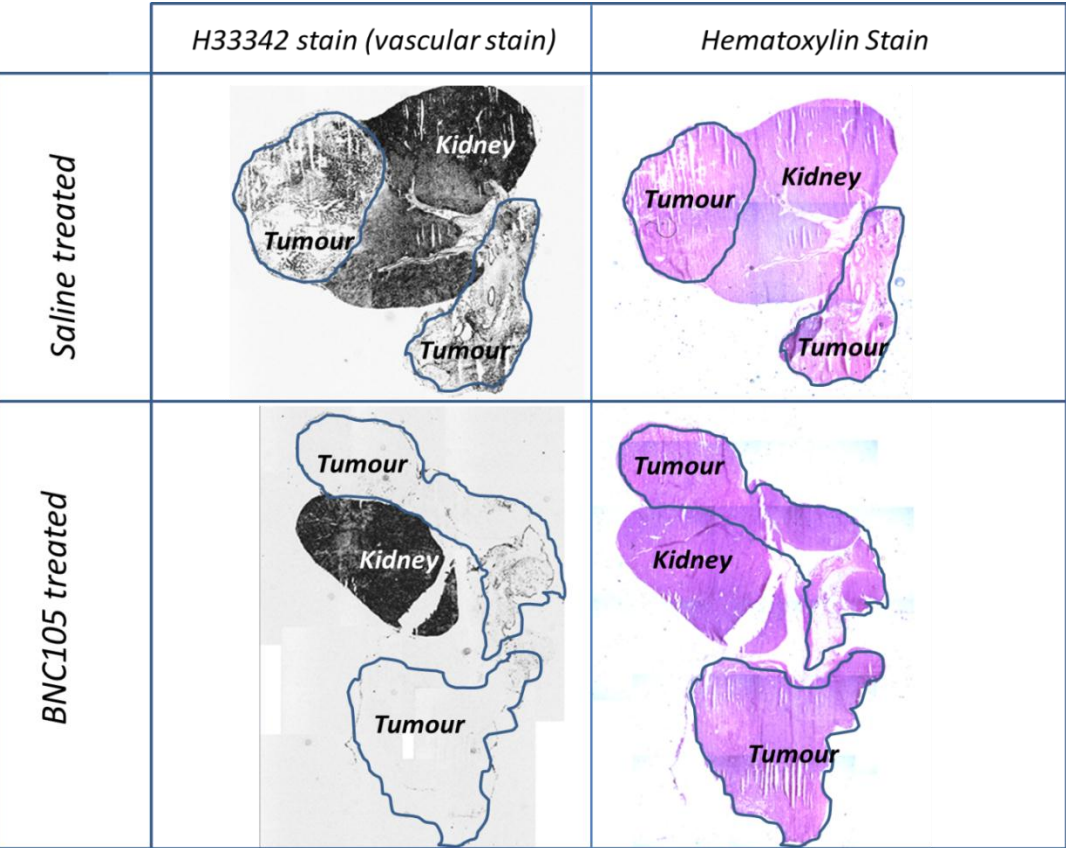 H33342 stain (vascular stain)
Hematoxylin Stain
Saline treated
Kidney
Tumour
Tumour
Kidney
Tumour
Tumour
BNC105 treated
Tumour
Kidney
Tumour
Tumour
Kidney
Tumour